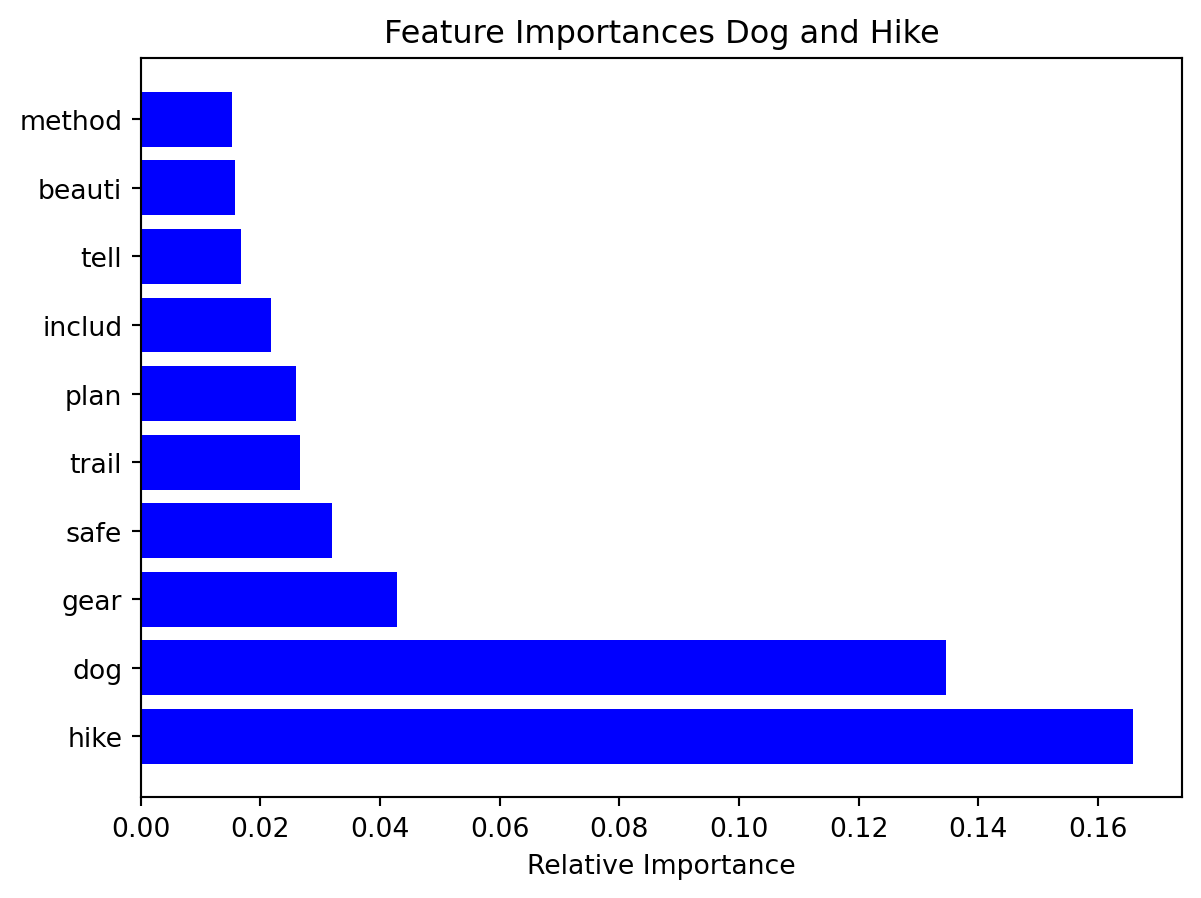 Feature Importances Dog and Hike
method
beauti
tell
includ
plan
trail
safe
gear
dog
hike
0.00 0.02 0.04 0.06 0.08 0.10 0.12 0.14 0.16
Relative Importance